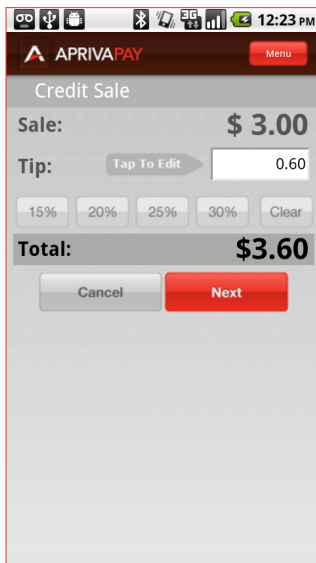 3G
12:23 PM
APRIVAPAY
Menu
Credit Sale
Sale: $ 3.00
Tip: Tap To Edit 0.60
15% 20% 25% 30% Clear
Total: $3.60
Cancel Next